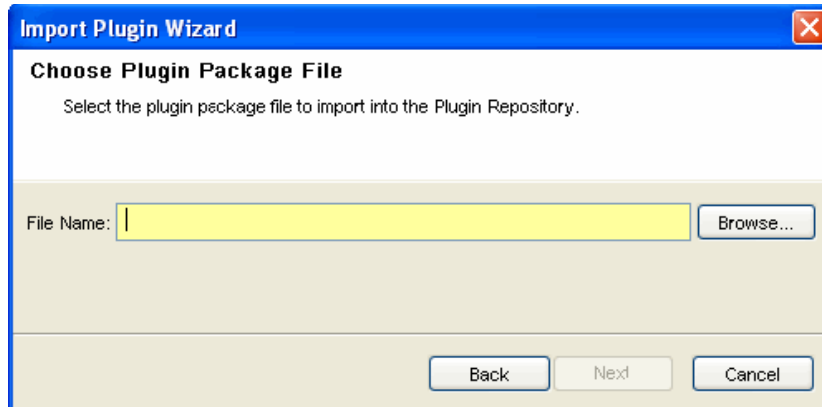 Import Plugin Wizard
Choose Plugin Package File
Select the plugin package file to import into the Plugin Repository.
File Name:
Browse...
Back
Next
Cancel